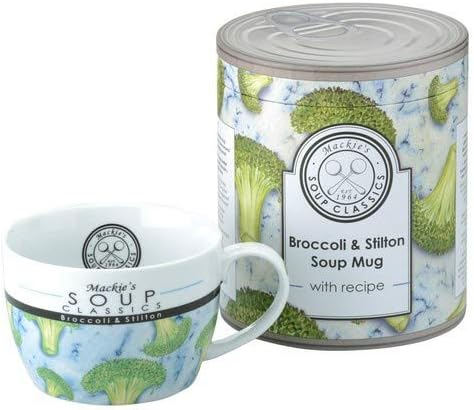 Mackie's
est
1964
SOUP CLASSICS
Broccoli & Stilton
Soup Mug
with recipe
Mackie's
SOUP
CLASSICS
Broccoli & Stilton